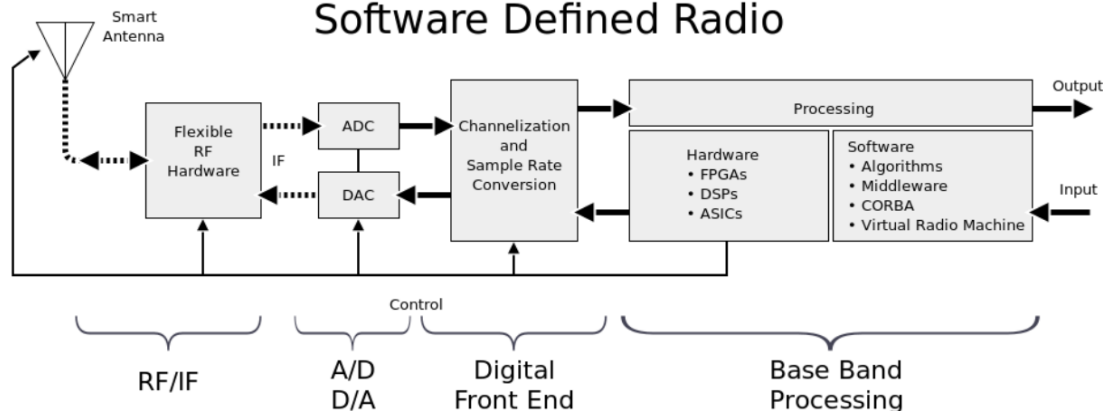 Software Defined Radio
Smart
Antenna
Flexible
RF
Hardware
IF
ADC
DAC
Channelization
and
Sample Rate
Conversion
Processing
Hardware
• FPGAs
• DSPs
• ASICs
Software
• Algorithms
• Middleware
• CORBA
• Virtual Radio Machine
Output
Input
Control
RF/IF
A/D
D/A
Digital
Front End
Base Band
Processing